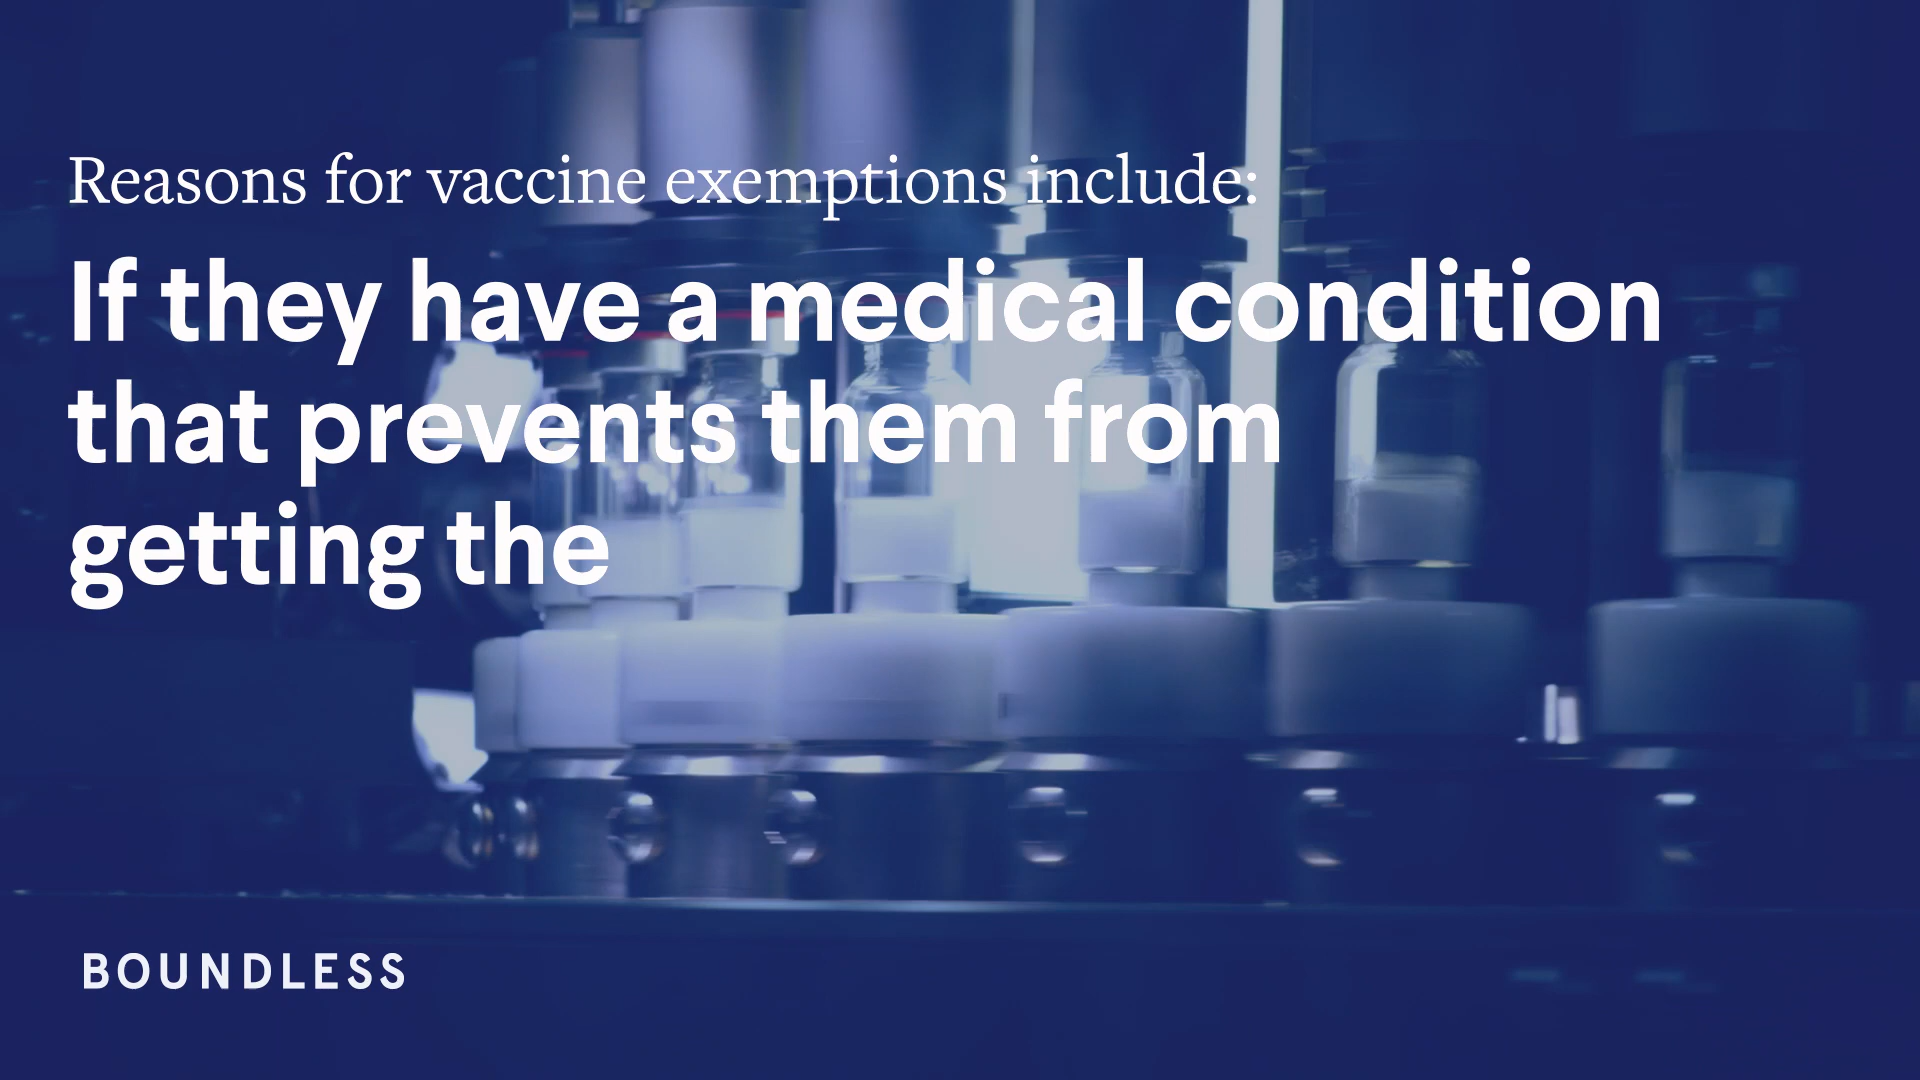 Reasons for vaccine exemptions include:
If they have a medical condition
that prevents them from
getting the
BOUNDLESS